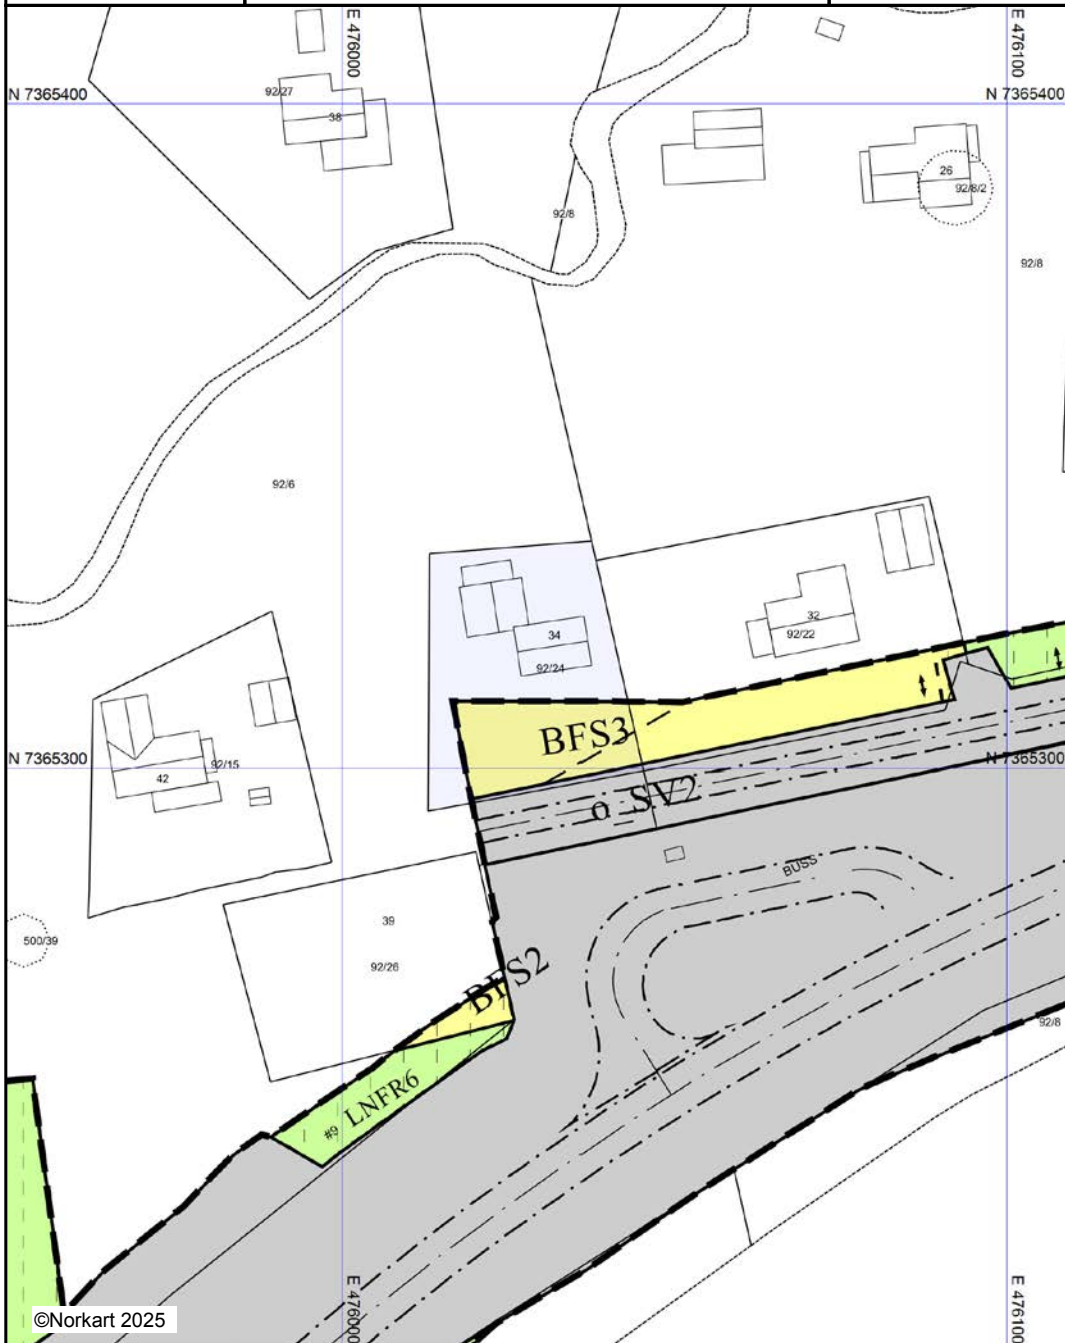 E 476000
E 476100
N 7365400
N 7365400
92/27
38
26
92/8/2
92/8
92/8
92/6
34
92/24
32
92/22
BFS3
N 7365300
N 7365300
42
92/15
o_SV2
BUSS
39
92/26
500/39
BFS2
92/8
LNFR6
#9
E 476000
E 476100
©Norkart 2025